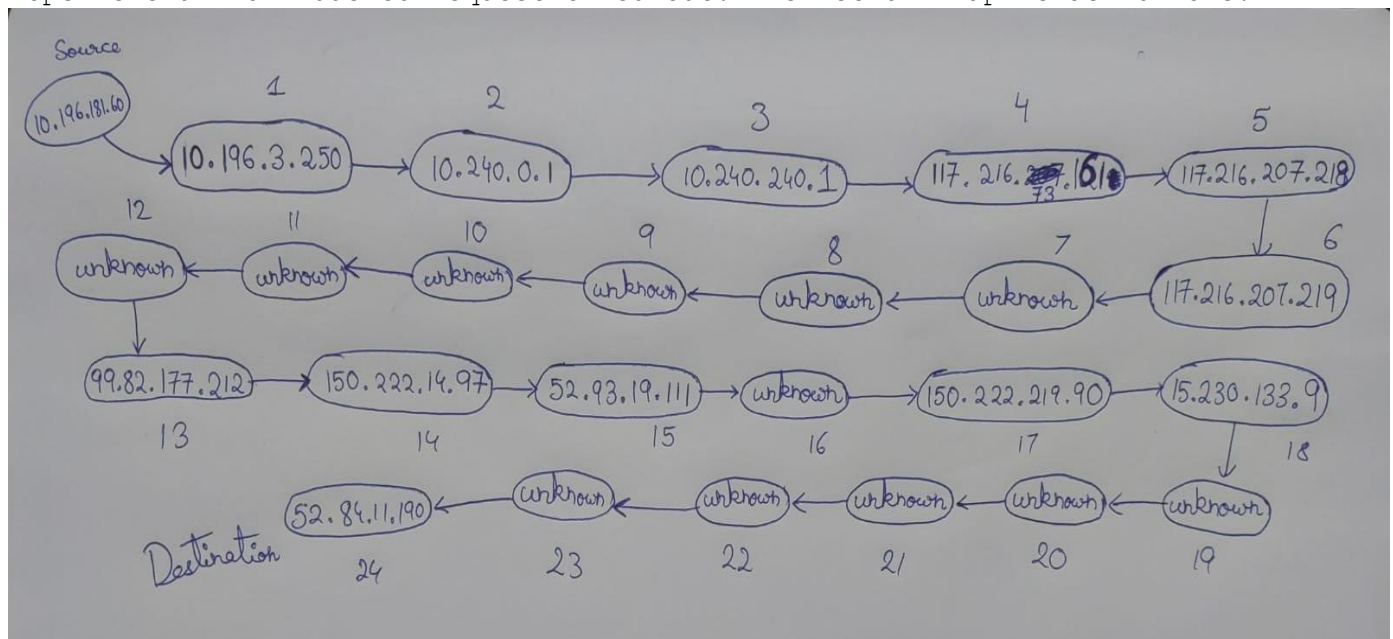 Source
10.196.181.60
1 2 3 4 5
10.196.3.250 10.240.0.1 10.240.240.1 117.216.73.161 117.216.207.218
12 11 10 9 8 7 6
unknown unknown unknown unknown unknown unknown 117.216.207.219
99.82.177.212 150.222.14.97 52.93.19.111 unknown 150.222.219.90 15.230.133.9
13 14 15 16 17 18
52.84.11.190 unknown unknown unknown unknown unknown
Destination 24 23 22 21 20 19